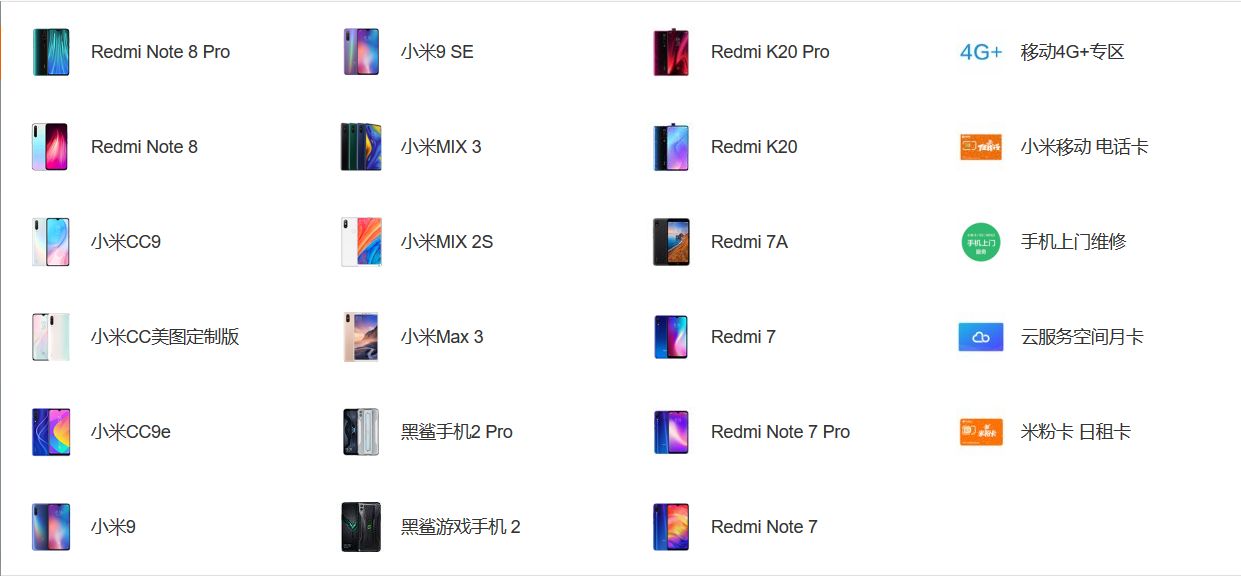 Redmi Note 8 Pro
小米9 SE
Redmi K20 Pro
4G+
移动4G+专区
Redmi Note 8
小米MIX 3
Redmi K20
小米移动 电话卡
小米CC9
小米MIX 2S
Redmi 7A
手机上门
服务
手机上门维修
小米CC美图定制版
小米Max 3
Redmi 7
云服务空间月卡
小米CC9e
黑鲨手机2 Pro
Redmi Note 7 Pro
米粉卡
米粉卡 日租卡
小米9
黑鲨游戏手机 2
Redmi Note 7